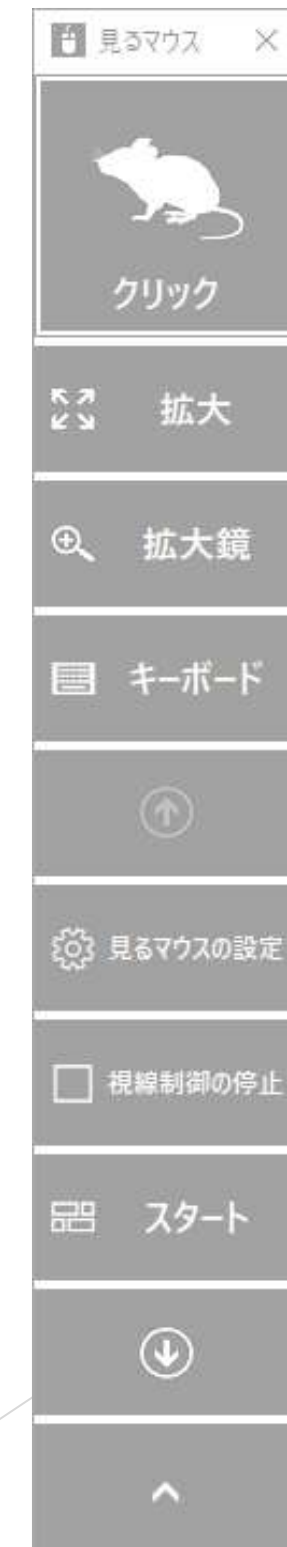 見るマウス
クリック
拡大
拡大鏡
キーボード
見るマウスの設定
視線制御の停止
スタート